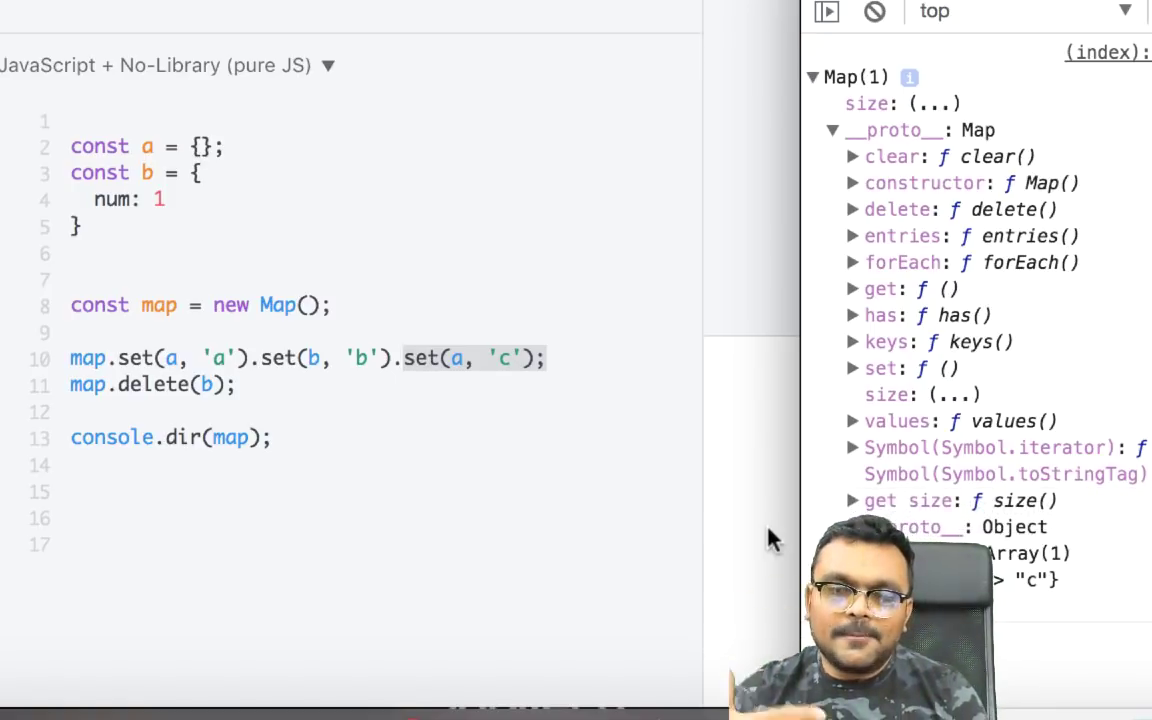 JavaScript + No-Library (pure JS) ▼
1
2 const a = {};
3 const b = {
4 num: 1
5 }
6
7
8 const map = new Map();
9
10 map.set(a, 'a').set(b, 'b').set(a, 'c');
11 map.delete(b);
12
13 console.dir(map);
14
15
16
17
top ▼
(index):
▼ Map(1) i
size: (...)
▼ __proto__: Map
▶ clear: ƒ clear()
▶ constructor: ƒ Map()
▶ delete: ƒ delete()
▶ entries: ƒ entries()
▶ forEach: ƒ forEach()
▶ get: ƒ ()
▶ has: ƒ has()
▶ keys: ƒ keys()
▶ set: ƒ ()
size: (...)
▶ values: ƒ values()
▶ Symbol(Symbol.iterator): ƒ
Symbol(Symbol.toStringTag)
▶ get size: ƒ size()
proto__: Object
Array(1)
> "c"}